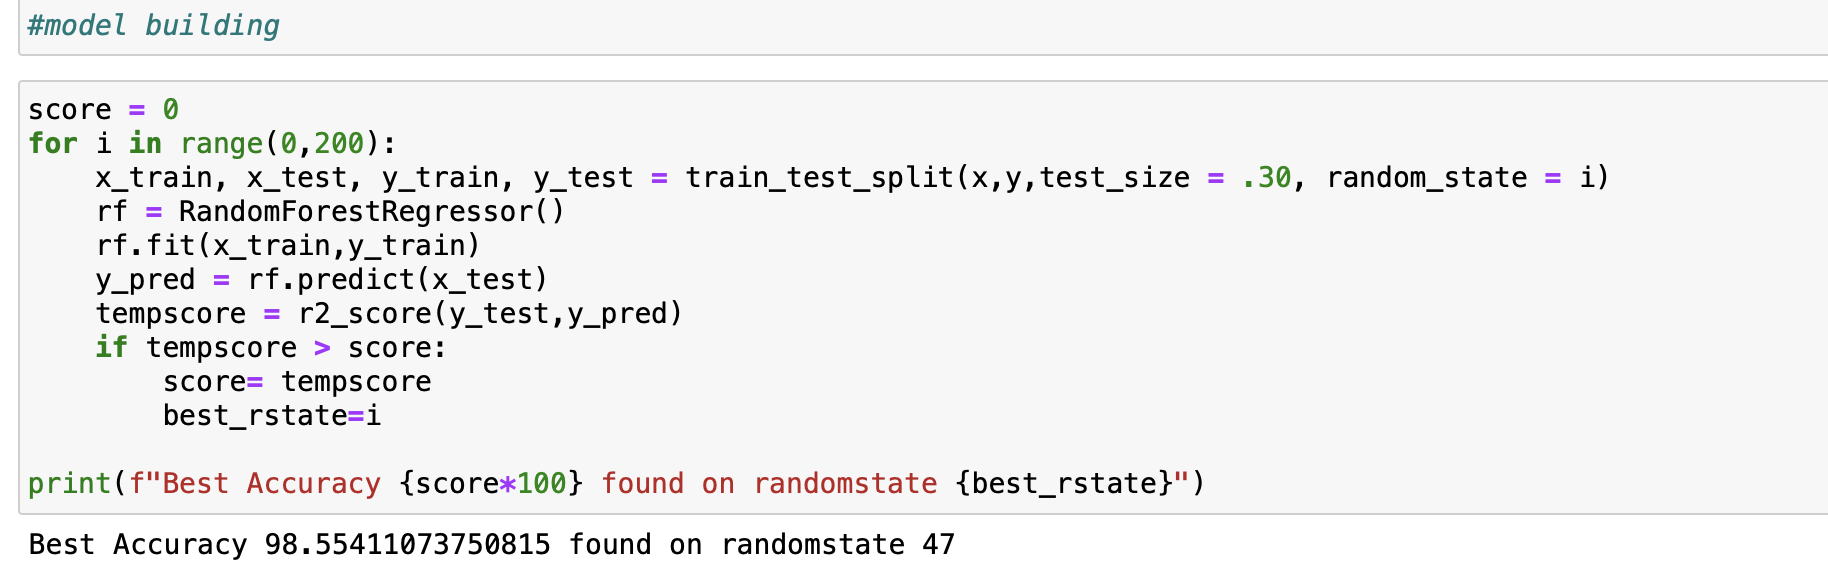 #model building
score = 0
for i in range(0,200):
    x_train, x_test, y_train, y_test = train_test_split(x,y,test_size = .30, random_state = i)
    rf = RandomForestRegressor()
    rf.fit(x_train,y_train)
    y_pred = rf.predict(x_test)
    tempscore = r2_score(y_test,y_pred)
    if tempscore > score:
        score= tempscore
        best_rstate=i
print(f"Best Accuracy {score*100} found on randomstate {best_rstate}")
Best Accuracy 98.55411073750815 found on randomstate 47